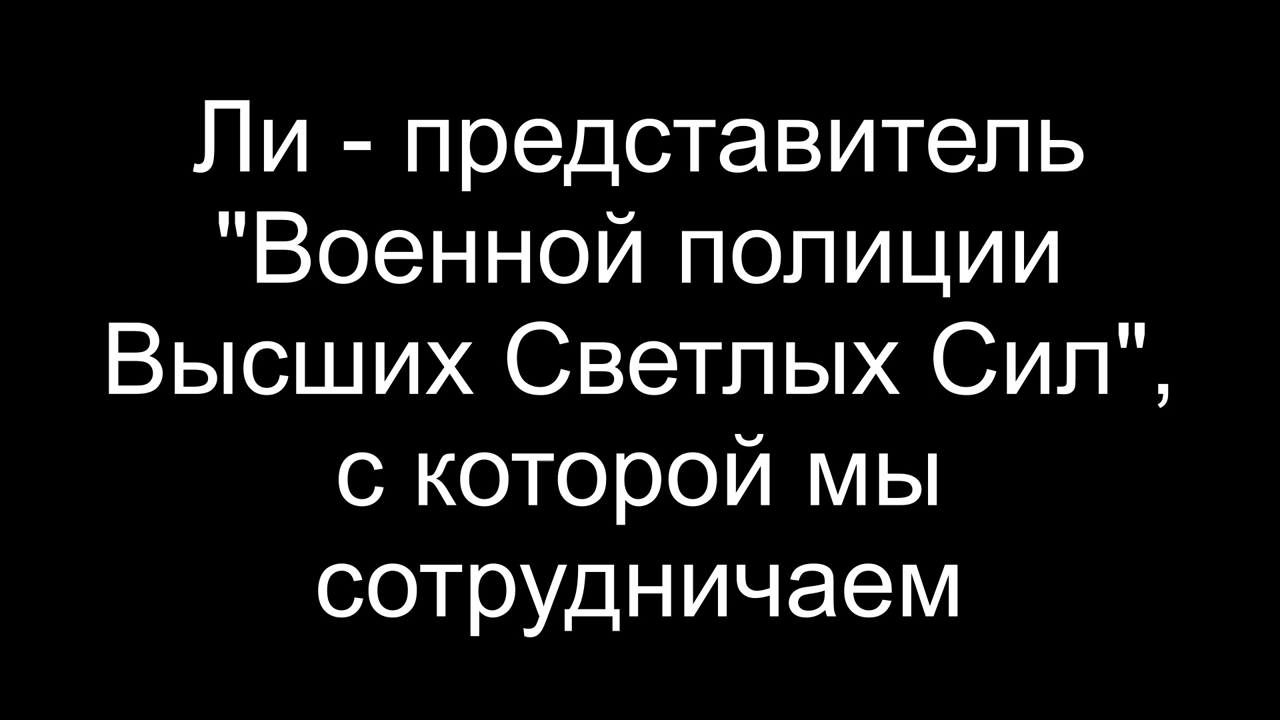 Ли - представитель
"Военной полиции
Высших Светлых Сил",
с которой мы
сотрудничаем